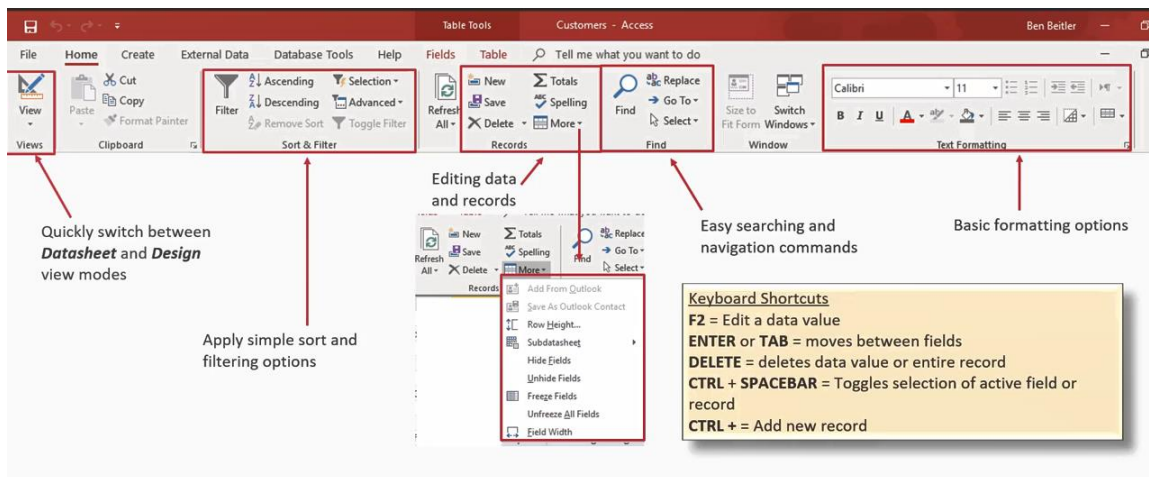 Table Tools
Customers - Access
Ben Beitler
File Home Create External Data Database Tools Help Fields Table Tell me what you want to do
View
Views
Paste
Cut
Copy
Format Painter
Clipboard
Filter
Ascending
Descending
Remove Sort
Selection
Advanced
Toggle Filter
Sort & Filter
Refresh
All
New
Save
Delete
Totals
Spelling
More
Records
Find
Replace
Go To
Select
Find
Size to
Fit Form
Switch
Windows
Window
Calibri
11
B I U
Text Formatting
Quickly switch between
Datasheet and Design
view modes
Apply simple sort and
filtering options
Editing data
and records
Easy searching and
navigation commands
Basic formatting options
Refresh
All
New
Save
Delete
Totals
Spelling
More
Records
Find
Replace
Go To
Select
Add From Outlook
Save As Outlook Contact
Row Height...
Subdatasheet
Hide Fields
Unhide Fields
Freeze Fields
Unfreeze All Fields
Field Width
Keyboard Shortcuts
F2 = Edit a data value
ENTER or TAB = moves between fields
DELETE = deletes data value or entire record
CTRL + SPACEBAR = Toggles selection of active field or
record
CTRL + = Add new record